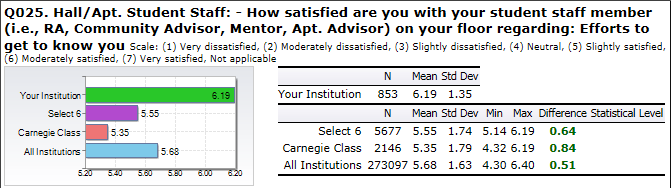 Q025. Hall/Apt. Student Staff: - How satisfied are you with your student staff member
(i.e., RA, Community Advisor, Mentor, Apt. Advisor) on your floor regarding: Efforts to
get to know you Scale: (1) Very dissatisfied, (2) Moderately dissatisfied, (3) Slightly dissatisfied, (4) Neutral, (5) Slightly satisfied,
(6) Moderately satisfied, (7) Very satisfied, Not applicable
Your Institution 6.19
Select 6 5.55
Carnegie Class 5.35
All Institutions 5.68
5.20 5.40 5.60 5.80 6.00 6.20
N Mean Std Dev
Your Institution 853 6.19 1.35
N Mean Std Dev Min Max Difference Statistical Level
Select 6 5677 5.55 1.74 5.14 6.19 0.64
Carnegie Class 2146 5.35 1.79 4.32 6.19 0.84
All Institutions 273097 5.68 1.63 4.30 6.40 0.51